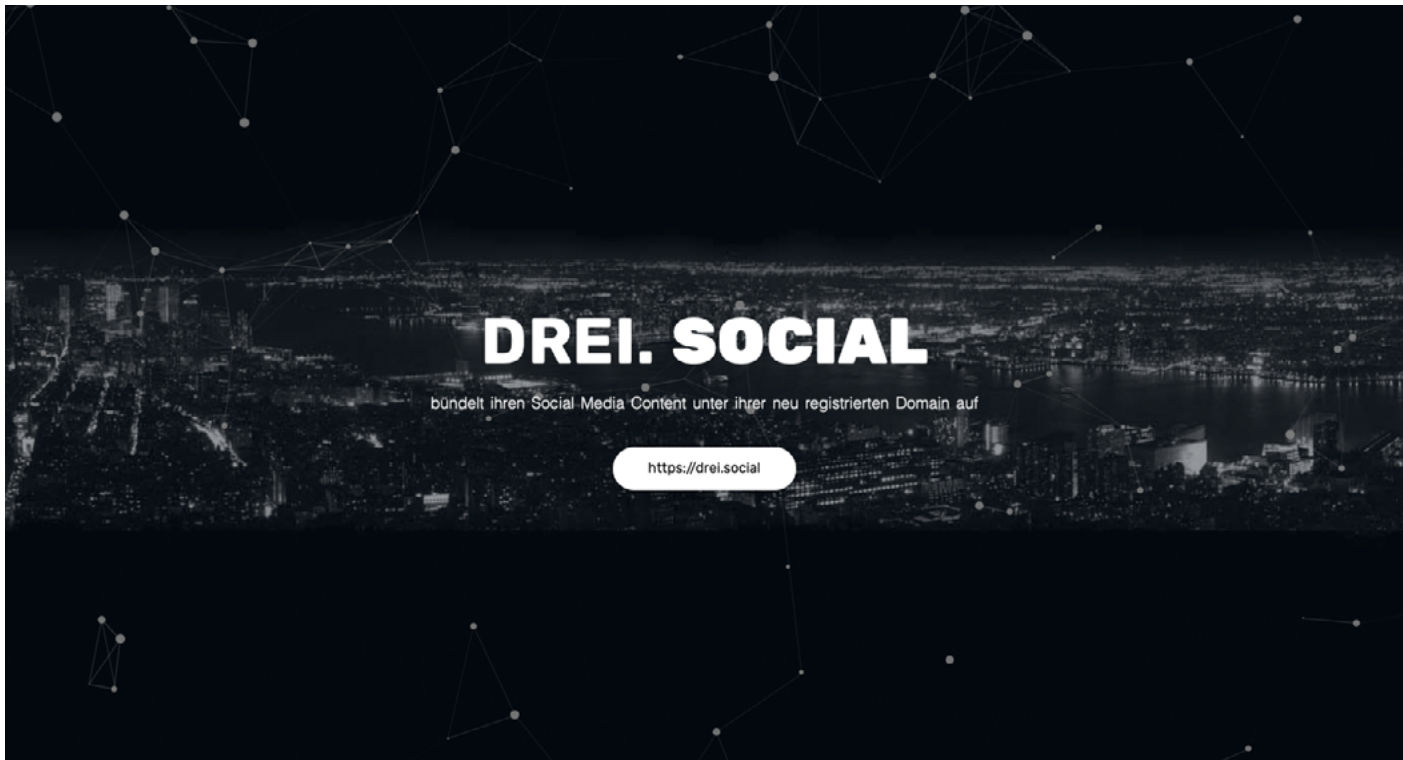 DREI. SOCIAL
bündelt ihren Social Media Content unter ihrer neu registrierten Domain auf
https://drei.social